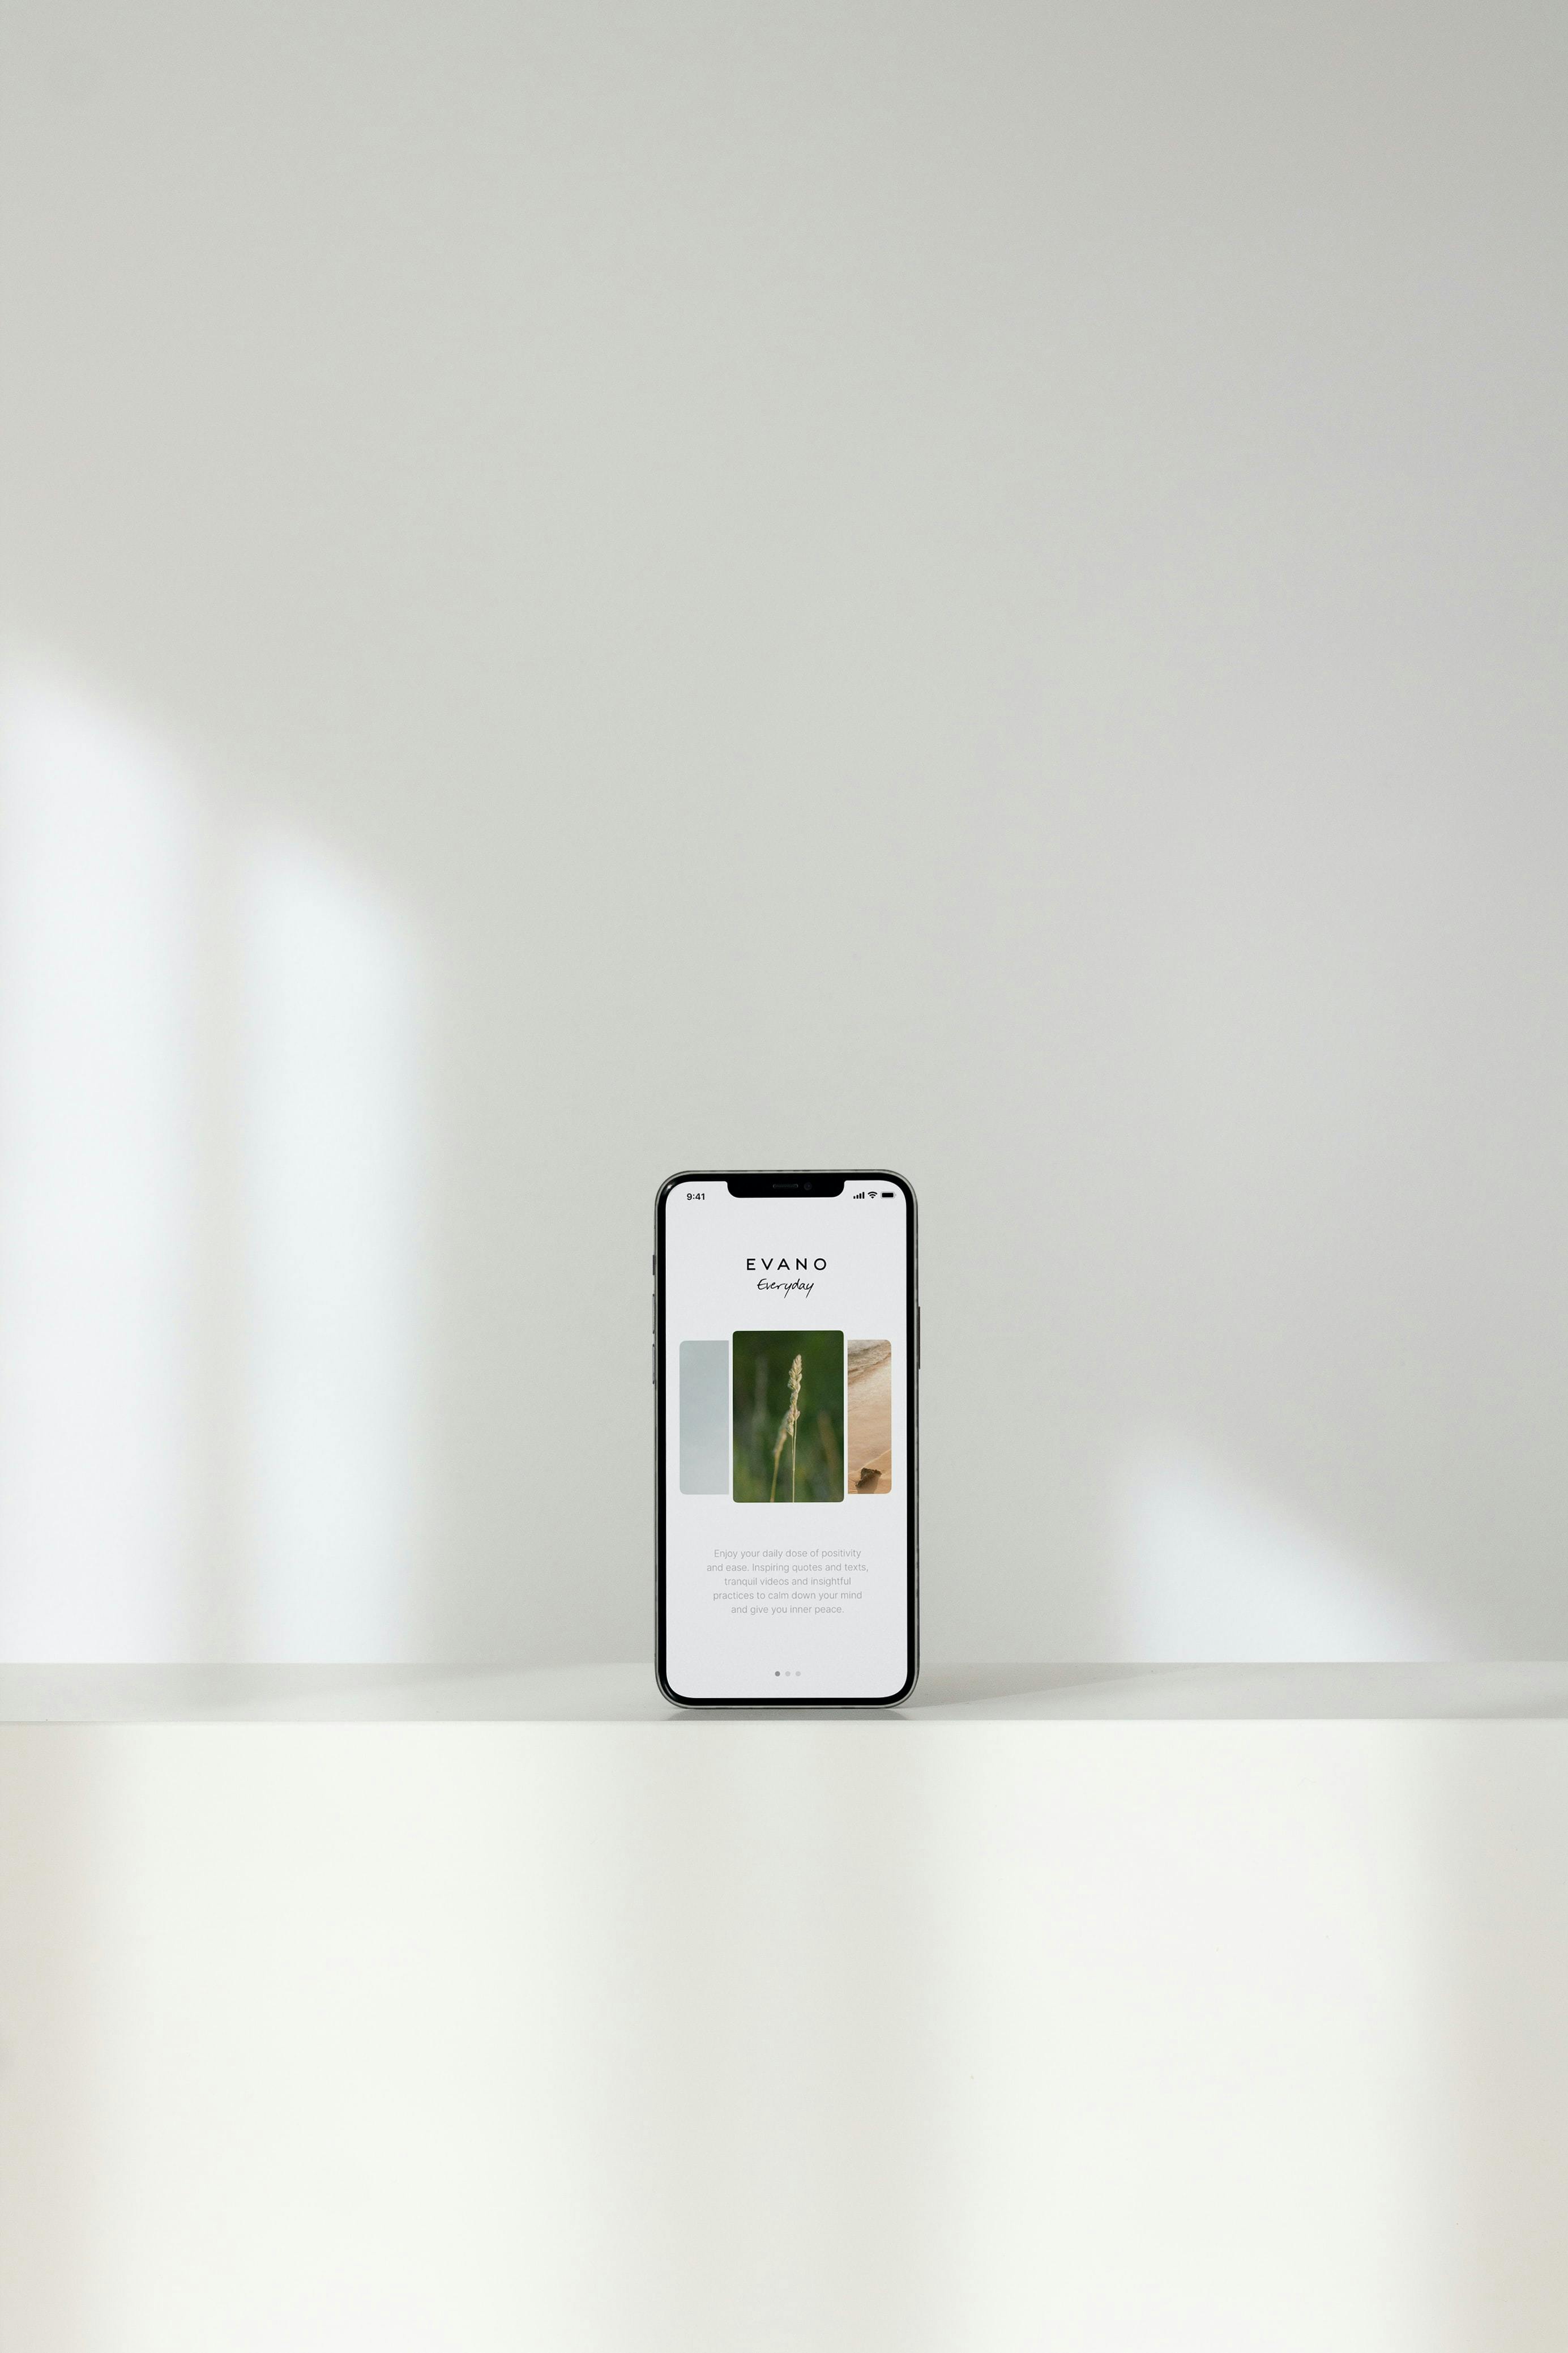 9:41
EVANO
Everyday
Enjoy your daily dose of positivity
and ease. Inspiring quotes and texts,
tranquil videos and insightful
practices to calm down your mind
and give you inner peace.